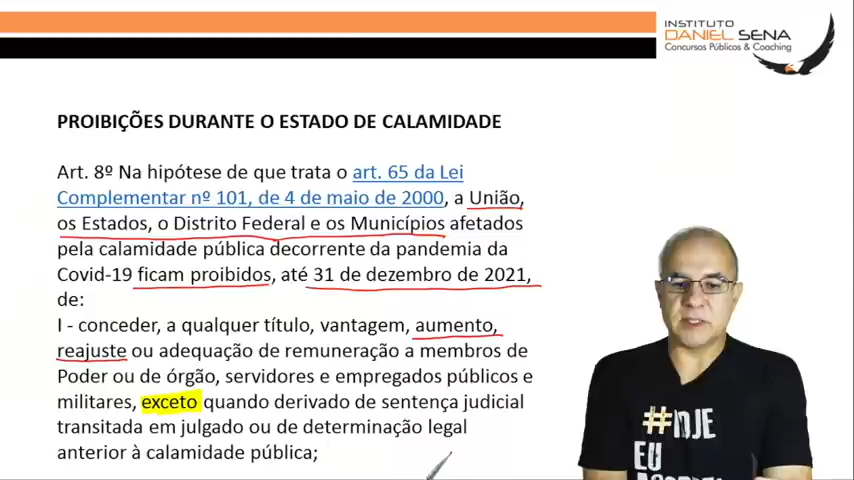 INSTITUTO
DANIEL SENA
Concursos Públicos & Coaching
PROIBIÇÕES DURANTE O ESTADO DE CALAMIDADE
Art. 8º Na hipótese de que trata o art. 65 da Lei
Complementar nº 101, de 4 de maio de 2000, a União,
os Estados, o Distrito Federal e os Municípios afetados
pela calamidade pública decorrente da pandemia da
Covid-19 ficam proibidos, até 31 de dezembro de 2021,
de:
I - conceder, a qualquer título, vantagem, aumento,
reajuste ou adequação de remuneração a membros de
Poder ou de órgão, servidores e empregados públicos e
militares, exceto quando derivado de sentença judicial
transitada em julgado ou de determinação legal
anterior à calamidade pública;
EU